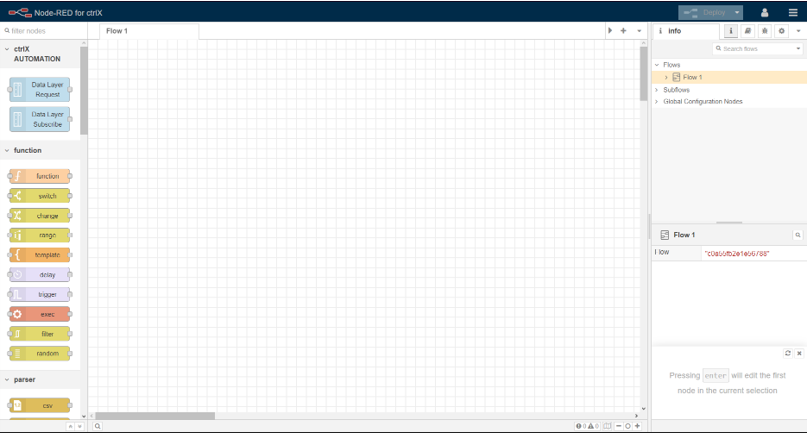 Node-RED for ctrlX
Deploy
filter nodes
Flow 1
info
Search flows
ctrlX
AUTOMATION
Data Layer
Request
Data Layer
Subscribe
function
function
switch
change
range
template
delay
trigger
exec
filter
random
parser
csv
Flows
Flow 1
Subflows
Global Configuration Nodes
Flow 1
Flow
Pressing enter will edit the first
node in the current selection
0 0